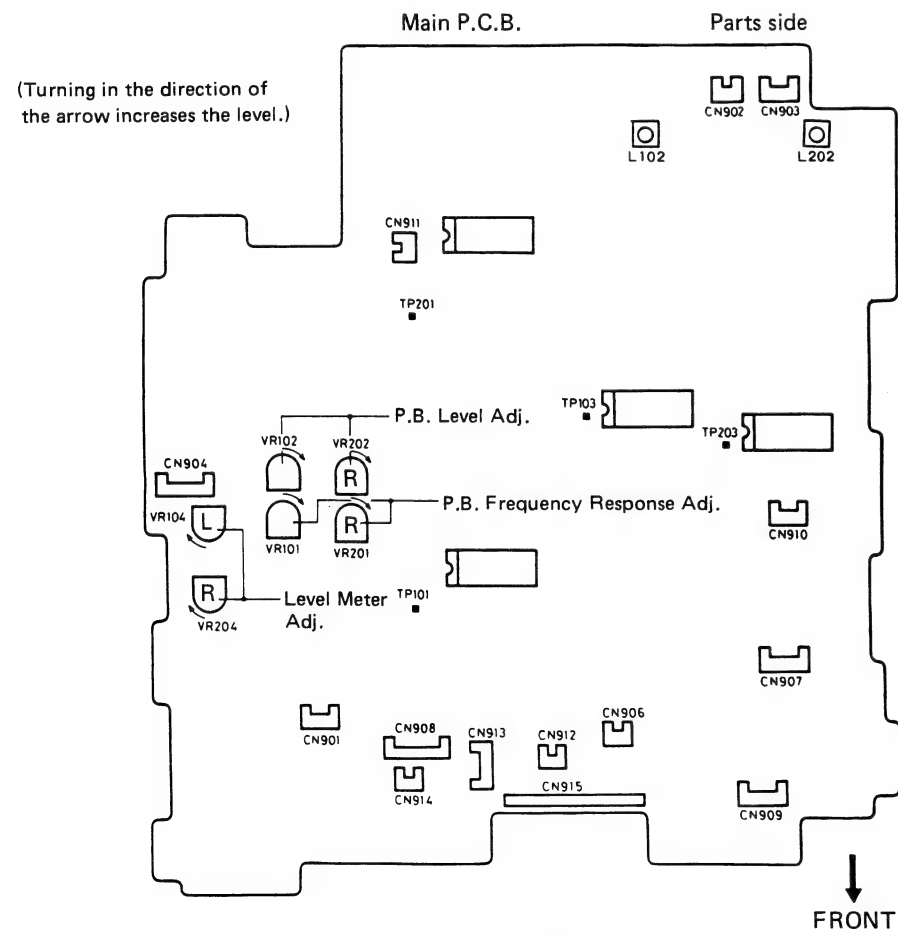 Main P.C.B.
Parts side
(Turning in the direction of
the arrow increases the level.)
CN902
CN903
L102
L202
CN911
TP201
P.B. Level Adj.
TP103
TP203
VR102
VR202
R
CN904
P.B. Frequency Response Adj.
VR104
L
VR101
R
VR201
CN910
R
VR204
Level Meter
Adj.
TP101
CN907
CN901
CN908
CN913
CN912
CN906
CN914
CN915
CN909
FRONT